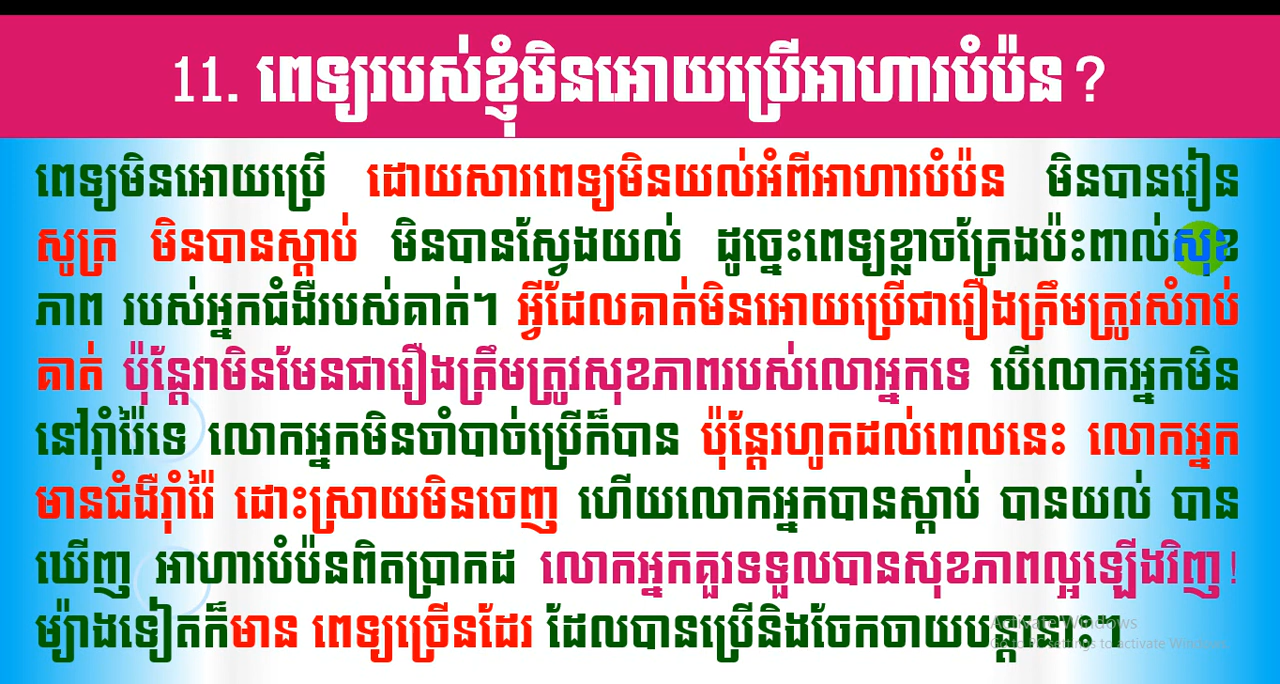 11. ពេទ្យរបស់ខ្ញុំមិនអោយប្រើអាហារបំប៉ន ?
ពេទ្យមិនអោយប្រើ ដោយសារពេទ្យមិនយល់អំពីអាហារបំប៉ន មិនបានរៀន
សូត្រ មិនបានស្តាប់ មិនបានស្វែងយល់ ដូច្នេះពេទ្យខ្លាចក្រែងប៉ះពាល់សុខ
ភាព របស់អ្នកជំងឺរបស់គាត់។ អ្វីដែលគាត់មិនអោយប្រើជារឿងត្រឹមត្រូវសំរាប់
គាត់ ប៉ុន្តែវាមិនមែនជារឿងត្រឹមត្រូវសុខភាពរបស់លោអ្នកទេ បើលោកអ្នកមិន
នៅរ៉ាំរ៉ៃទេ លោកអ្នកមិនចាំបាច់ប្រើក៏បាន ប៉ុន្តែរហូតដល់ពេលនេះ លោកអ្នក
មានជំងឺរ៉ាំរ៉ៃ ដោះស្រាយមិនចេញ ហើយលោកអ្នកបានស្តាប់ បានយល់ បាន
ឃើញ អាហារបំប៉នពិតប្រាកដ លោកអ្នកគួរទទួលបានសុខភាពល្អឡើងវិញ!
ម្យ៉ាងទៀតក៏មាន ពេទ្យច្រើនដែរ ដែលបានប្រើនិងចែកចាយបន្តនោះ
Activate Windows
Go to PC settings to activate Windows.